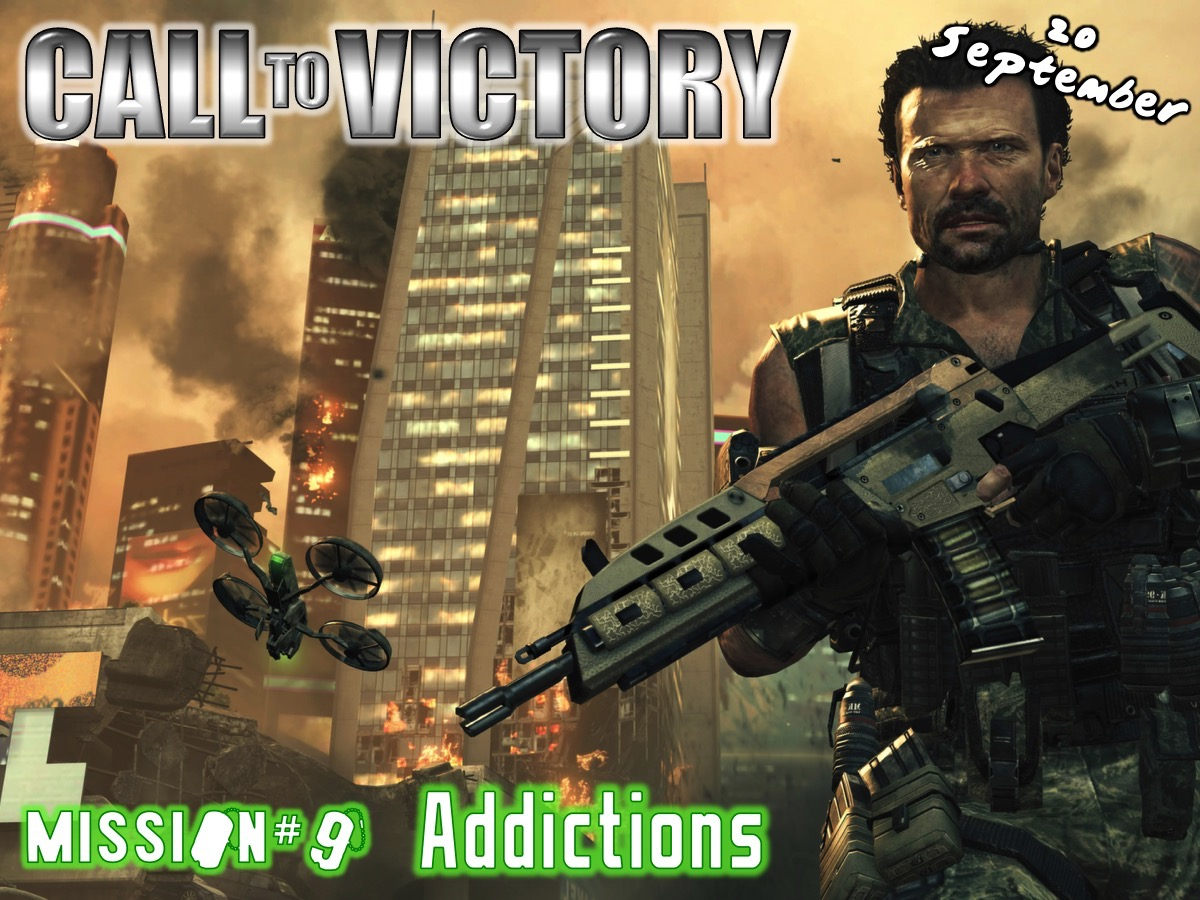 CALL TO VICTORY
20
September
MISSION# 9
Addictions